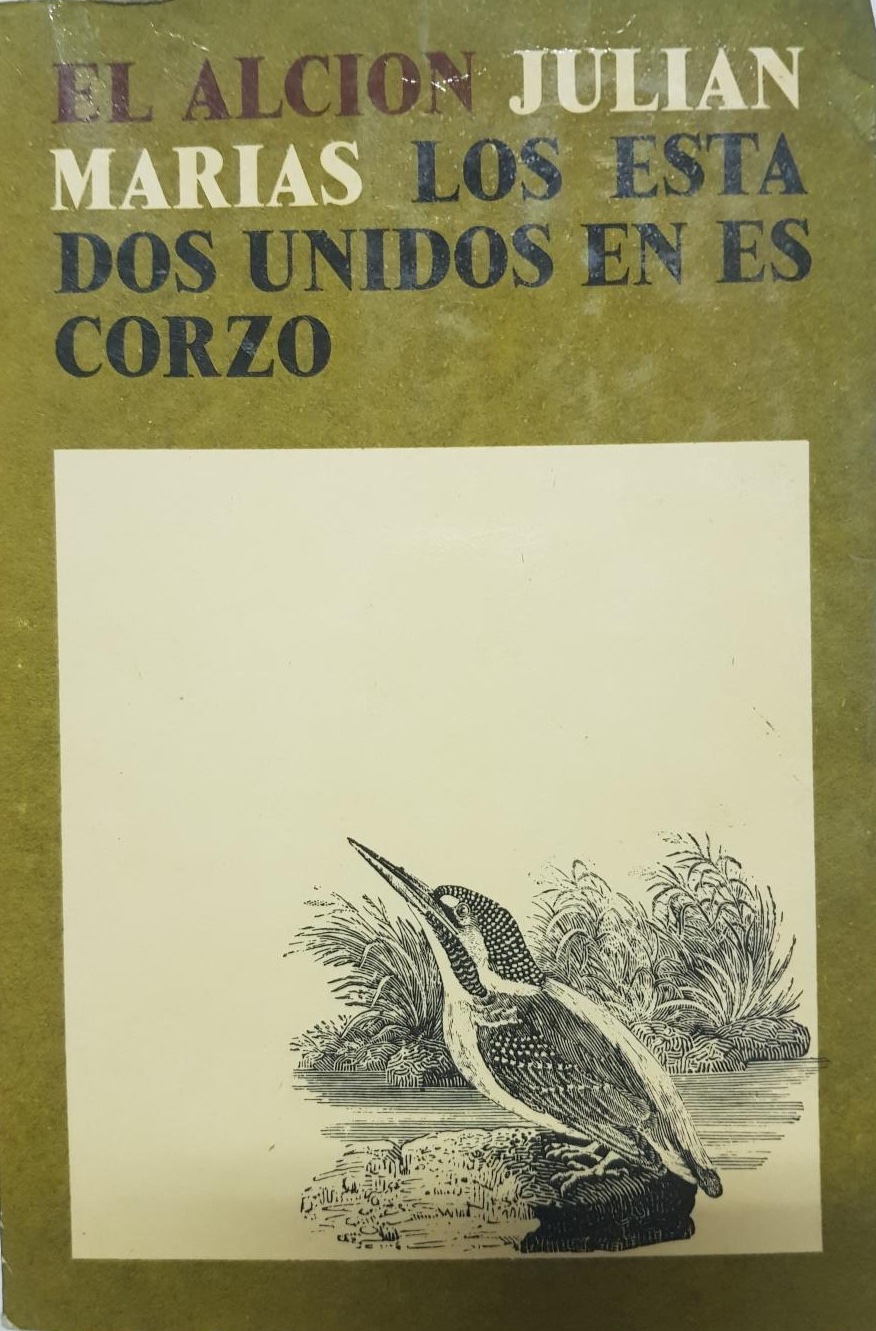 EL ALCION JULIAN
MARIAS LOS ESTA
DOS UNIDOS EN ES
CORZO